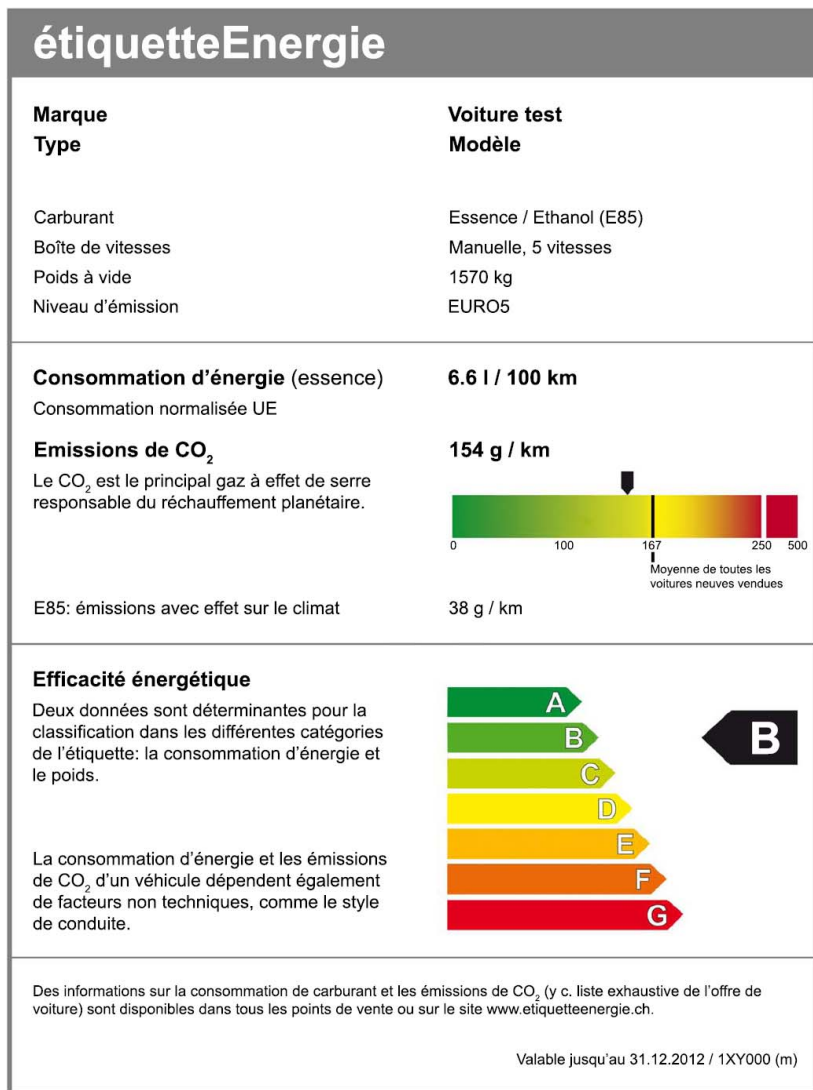 étiquetteEnergie
Marque Voiture test
Type Modèle
Carburant Essence / Ethanol (E85)
Boîte de vitesses Manuelle, 5 vitesses
Poids à vide 1570 kg
Niveau d'émission EURO5
Consommation d'énergie (essence) 6.6 l / 100 km
Consommation normalisée UE
Emissions de CO₂ 154 g / km
Le CO₂ est le principal gaz à effet de serre
responsable du réchauffement planétaire.
0 100 167 250 500
Moyenne de toutes les
voitures neuves vendues
E85: émissions avec effet sur le climat 38 g / km
Efficacité énergétique
Deux données sont déterminantes pour la
classification dans les différentes catégories
de l'étiquette: la consommation d'énergie et
le poids.
La consommation d'énergie et les émissions
de CO₂ d'un véhicule dépendent également
de facteurs non techniques, comme le style
de conduite.
A
B B
C
D
E
F
G
Des informations sur la consommation de carburant et les émissions de CO₂ (y c. liste exhaustive de l'offre de
voiture) sont disponibles dans tous les points de vente ou sur le site www.etiquetteenergie.ch.
Valable jusqu'au 31.12.2012 / 1XY000 (m)